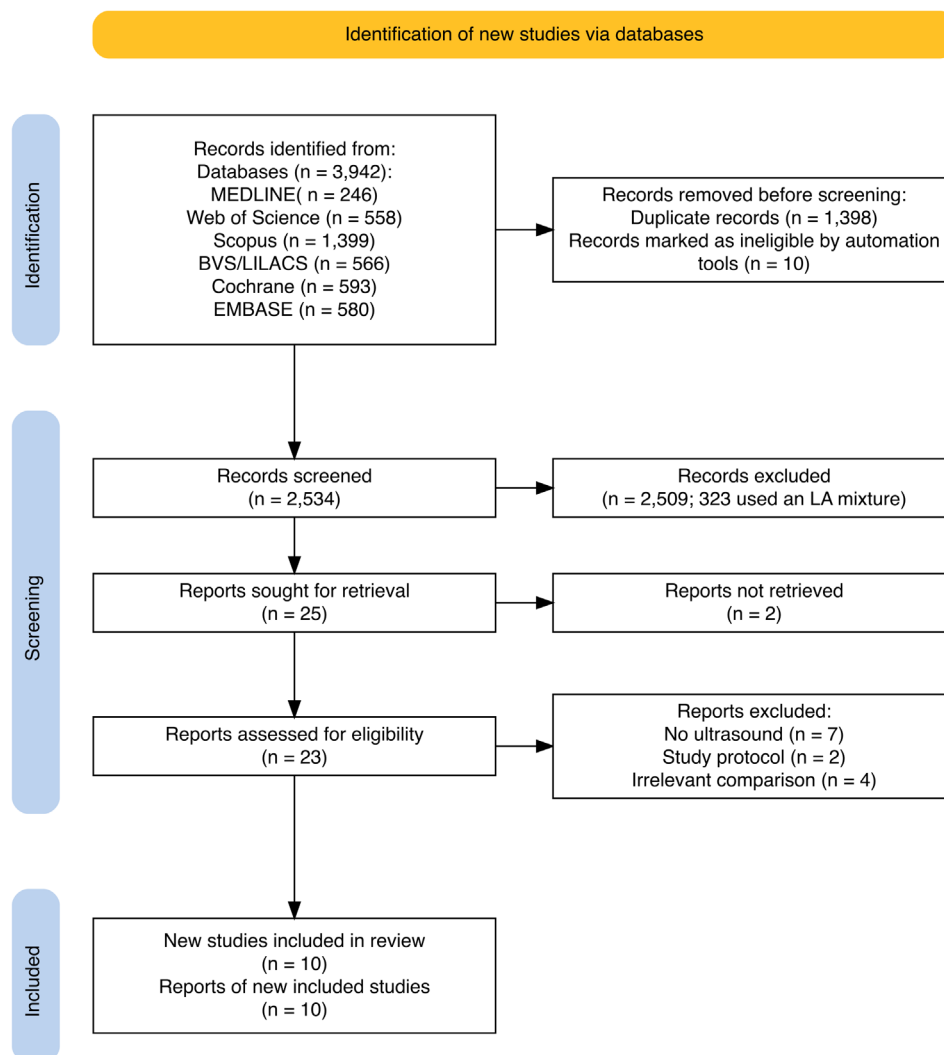 Identification of new studies via databases
Identification
Records identified from:
Databases (n = 3,942):
MEDLINE( n = 246)
Web of Science (n = 558)
Scopus (n = 1,399)
BVS/LILACS (n = 566)
Cochrane (n = 593)
EMBASE (n = 580)
Records removed before screening:
Duplicate records (n = 1,398)
Records marked as ineligible by automation
tools (n = 10)
Screening
Records screened
(n = 2,534)
Records excluded
(n = 2,509; 323 used an LA mixture)
Reports sought for retrieval
(n = 25)
Reports not retrieved
(n = 2)
Reports assessed for eligibility
(n = 23)
Reports excluded:
No ultrasound (n = 7)
Study protocol (n = 2)
Irrelevant comparison (n = 4)
Included
New studies included in review
(n = 10)
Reports of new included studies
(n = 10)